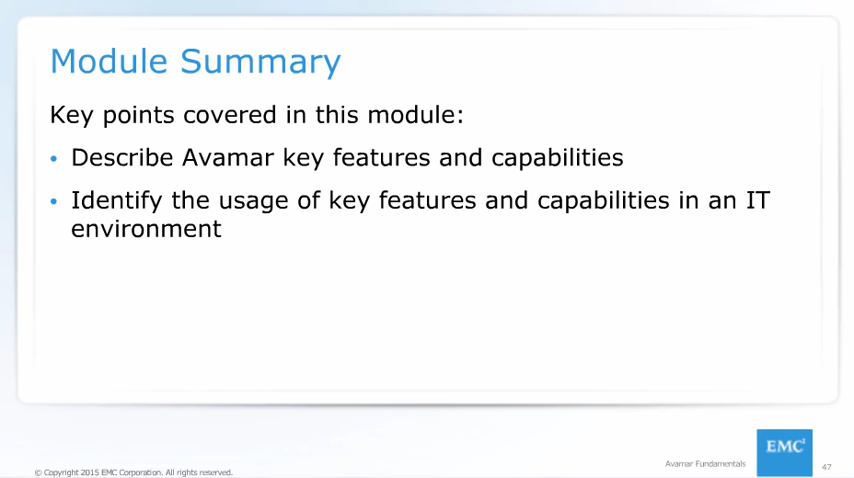 Module Summary
Key points covered in this module:
• Describe Avamar key features and capabilities
• Identify the usage of key features and capabilities in an IT
environment
© Copyright 2015 EMC Corporation. All rights reserved.
Avamar Fundamentals
EMC²
47